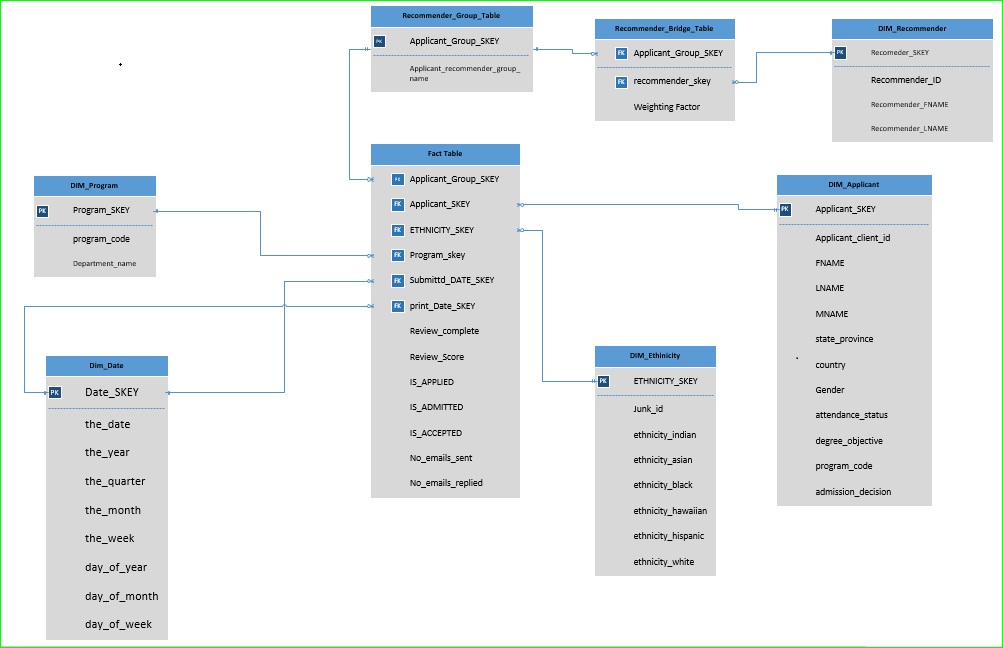 Recommender_Group_Table
PK Applicant_Group_SKEY
Applicant_recommender_group_
name
Recommender_Bridge_Table
FK Applicant_Group_SKEY
FK recommender_skey
Weighting Factor
DIM_Recommender
PK Recomeder_SKEY
Recommender_ID
Recommender_FNAME
Recommender_LNAME
Fact Table
FK Applicant_Group_SKEY
FK Applicant_SKEY
FK ETHNICITY_SKEY
FK Program_skey
FK Submittd_DATE_SKEY
FK print_Date_SKEY
Review_complete
Review_Score
IS_APPLIED
IS_ADMITTED
IS_ACCEPTED
No_emails_sent
No_emails_replied
DIM_Program
PK Program_SKEY
program_code
Department_name
DIM_Applicant
PK Applicant_SKEY
Applicant_client_id
FNAME
LNAME
MNAME
state_province
country
Gender
attendance_status
degree_objective
program_code
admission_decision
Dim_Date
PK Date_SKEY
the_date
the_year
the_quarter
the_month
the_week
day_of_year
day_of_month
day_of_week
DIM_Ethinicity
PK ETHNICITY_SKEY
Junk_id
ethnicity_indian
ethnicity_asian
ethnicity_black
ethnicity_hawaiian
ethnicity_hispanic
ethnicity_white